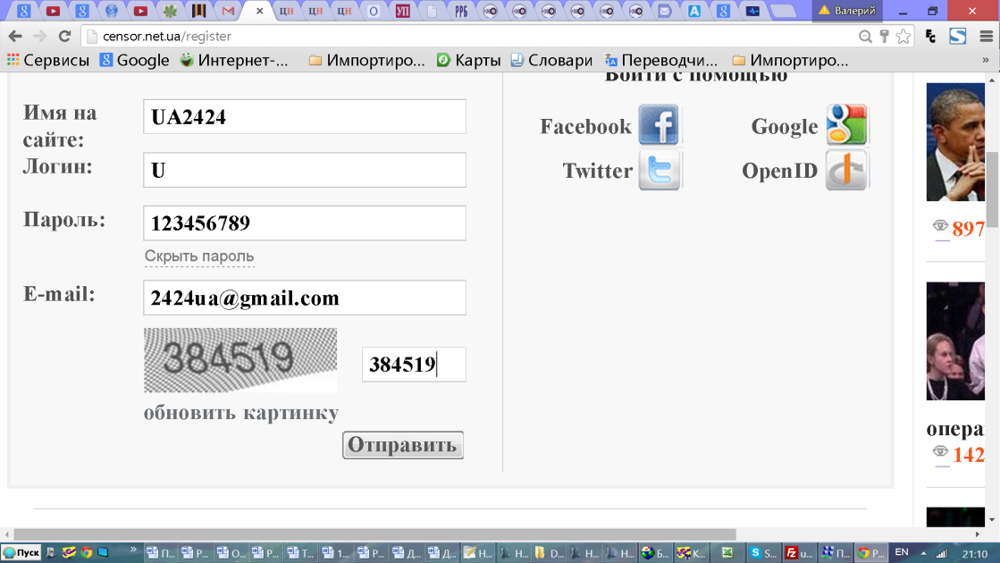 Валерий
censor.net.ua/register
Сервисы Google Интернет-... Импортиро... Карты Словари Переводчи... Импортиро... »
Войти с помощью
Имя на сайте: UA2424
Facebook Google
Логин: U
Twitter OpenID
Пароль: 123456789
Скрыть пароль
897
E-mail: 2424ua@gmail.com
384519 384519
обновить картинку
опера
Отправить
142
Пуск » П... Р... О... Р... Т... 1... Р... Д... Д... Н... Н... D... Н... Н... Б... К... S... u... П... Р... EN 21:10